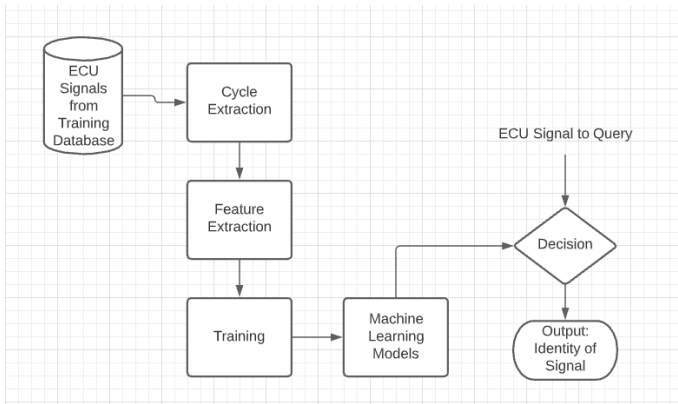 ECU
Signals
from
Training
Database
Cycle
Extraction
Feature
Extraction
Training
Machine
Learning
Models
ECU Signal to Query
Decision
Output:
Identity of
Signal